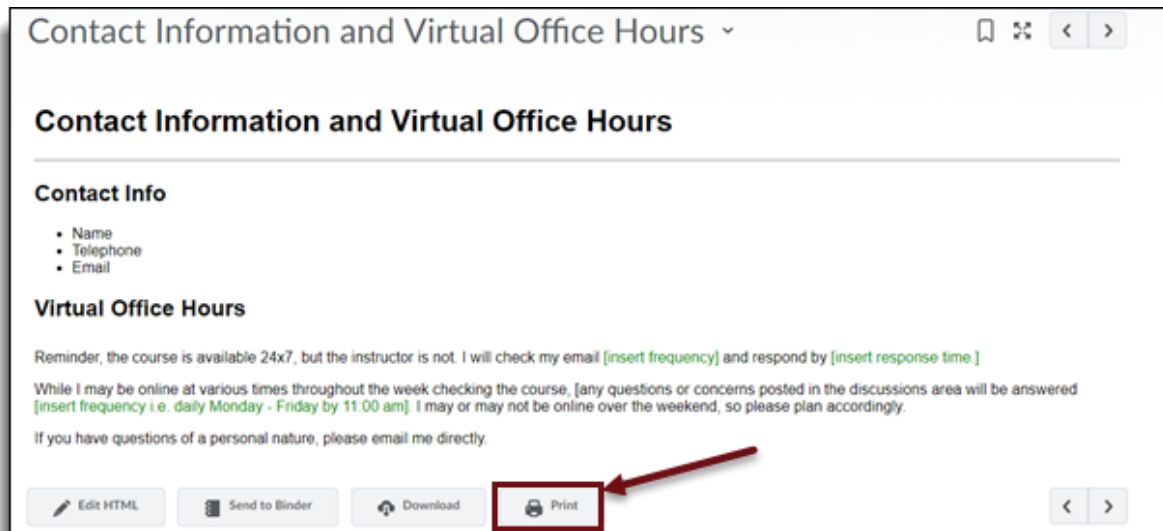 Contact Information and Virtual Office Hours
Contact Information and Virtual Office Hours
Contact Info
• Name
• Telephone
• Email
Virtual Office Hours
Reminder, the course is available 24x7, but the instructor is not. I will check my email [insert frequency] and respond by [insert response time.]
While I may be online at various times throughout the week checking the course, [any questions or concerns posted in the discussions area will be answered
[insert frequency i.e. daily Monday - Friday by 11:00 am]. I may or may not be online over the weekend, so please plan accordingly.
If you have questions of a personal nature, please email me directly.
Edit HTML Send to Binder Download Print